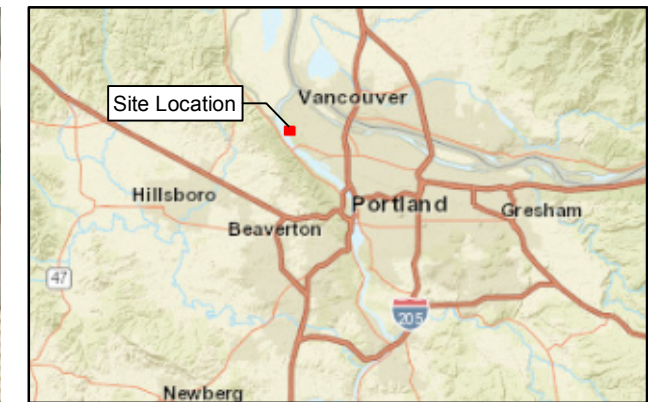 Site Location
Vancouver
Hillsboro
Portland
Gresham
Beaverton
47
205
Newberg